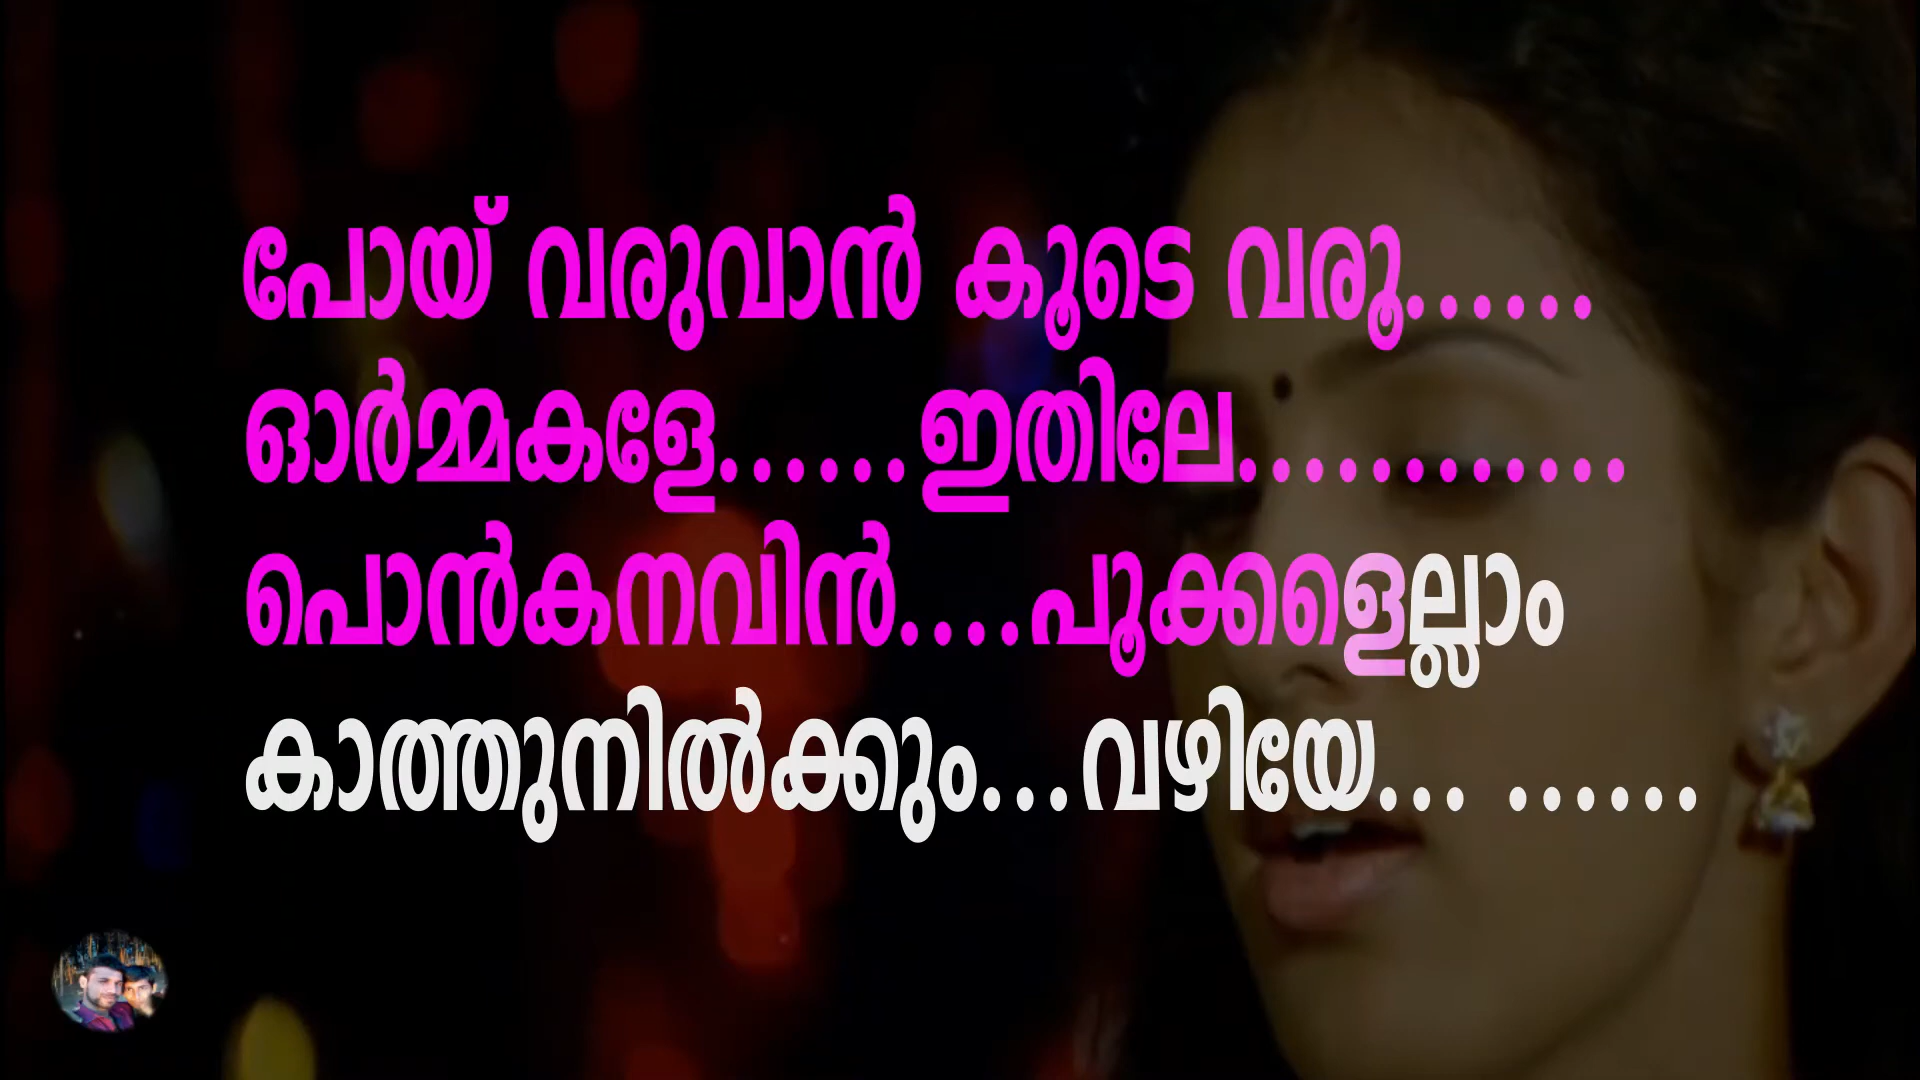 പോയ് വരുവാൻ കൂടെ വരൂ......
ഓർമ്മകളേ......ഇതിലേ............
പൊൻകനവിൻ....പൂക്കളെല്ലാം
കാത്തുനിൽക്കും...വഴിയേ... ......